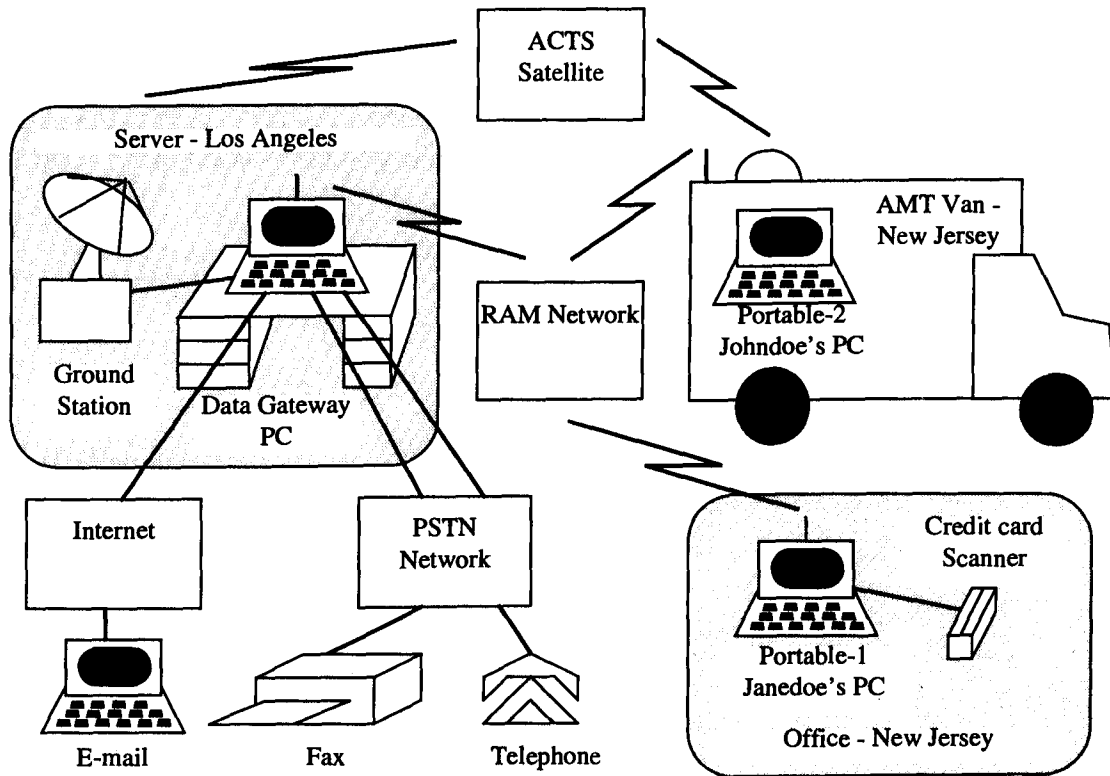 ACTS
Satellite
Server - Los Angeles
AMT Van -
New Jersey
RAM Network
Portable-2
Johndoe's PC
Ground
Station
Data Gateway
PC
Internet
PSTN
Network
Credit card
Scanner
Portable-1
Janedoe's PC
E-mail
Fax
Telephone
Office - New Jersey